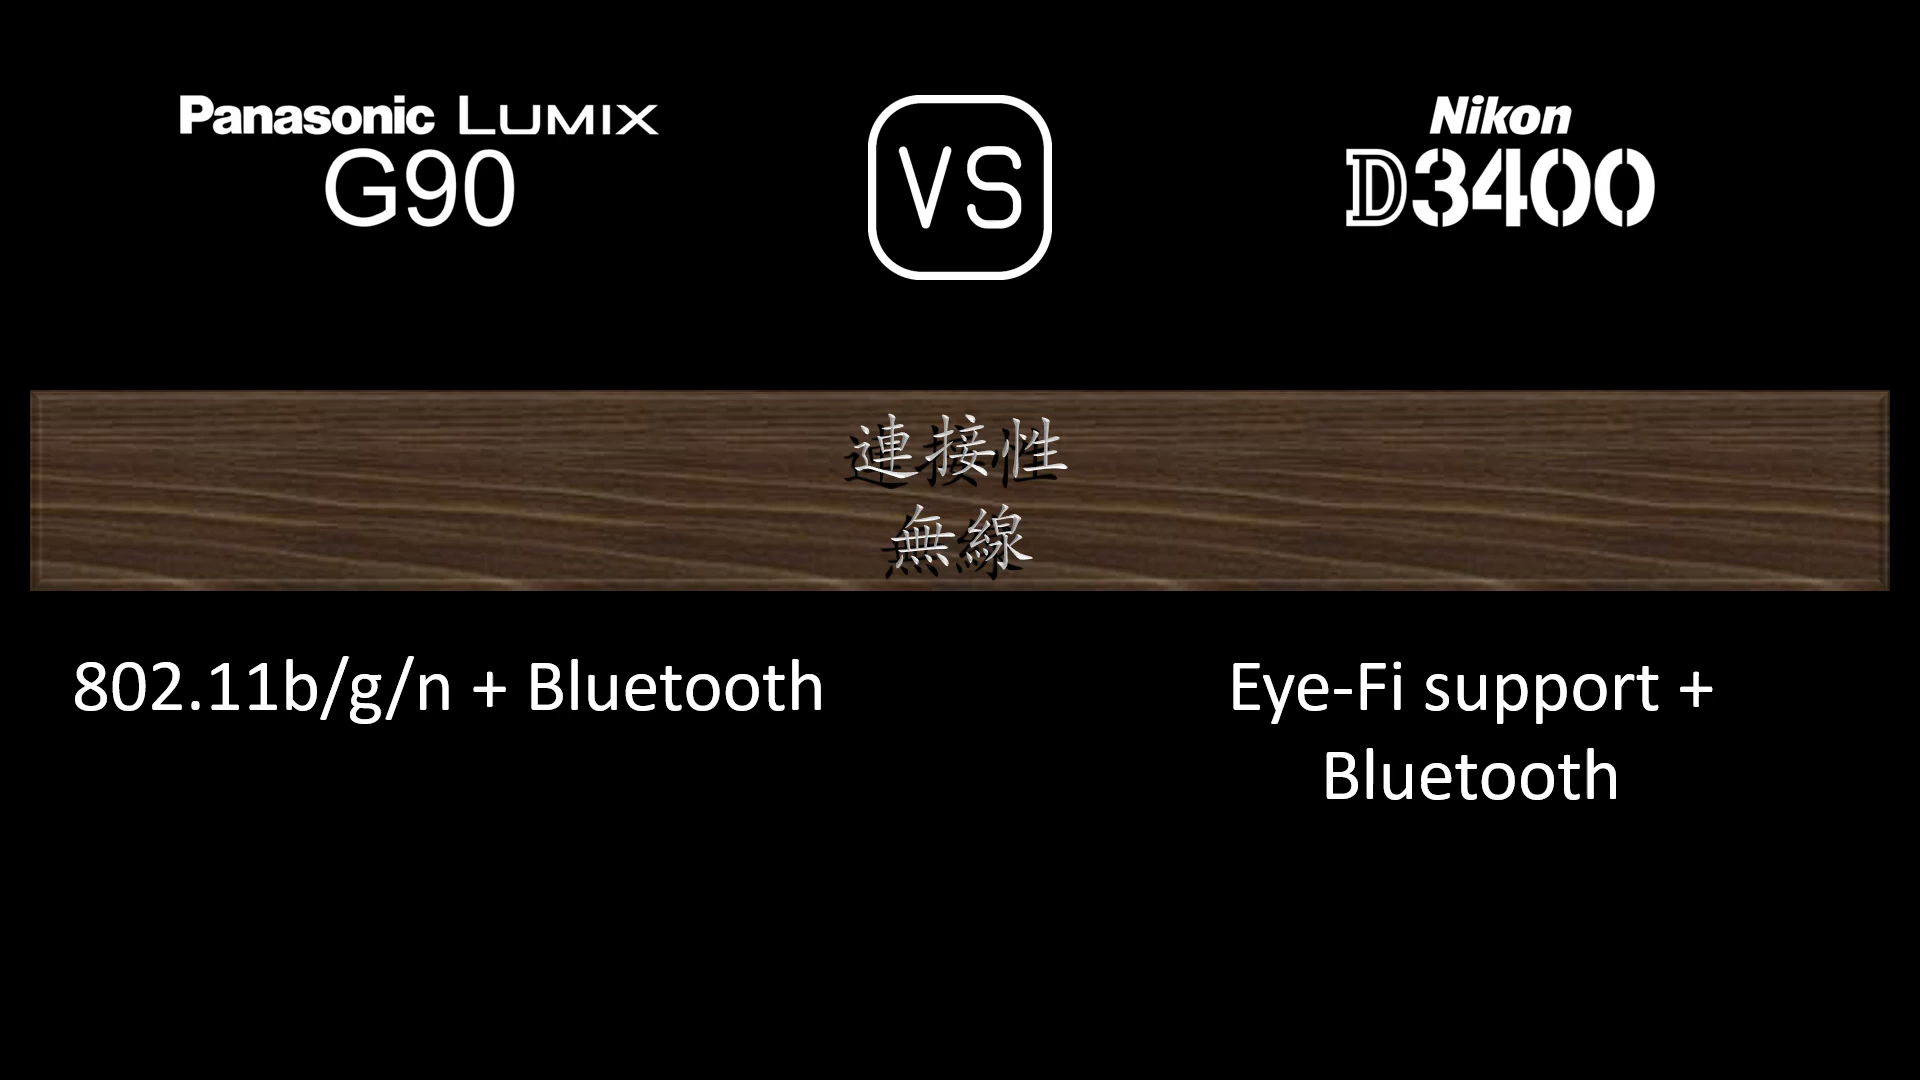 Panasonic LUMIX
G90
VS
Nikon
D3400
連接性
無線
802.11b/g/n + Bluetooth
Eye-Fi support +
Bluetooth